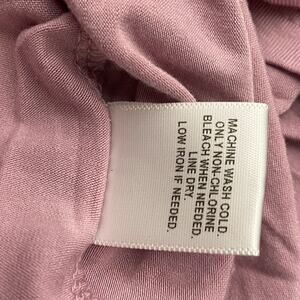 MACHINE WASH COLD.
ONLY NON-CHLORINE
BLEACH WHEN NEEDED.
LINE DRY.
LOW IRON IF NEEDED.